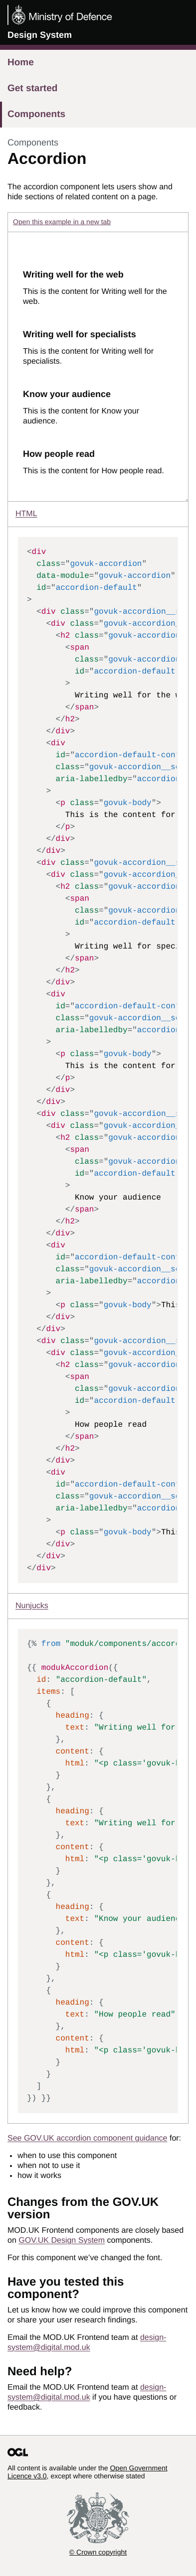 Ministry of Defence
Design System
Home
Get started
Components
Components
Accordion
The accordion component lets users show and
hide sections of related content on a page.
Open this example in a new tab
Writing well for the web
This is the content for Writing well for the
web.
Writing well for specialists
This is the content for Writing well for
specialists.
Know your audience
This is the content for Know your
audience.
How people read
This is the content for How people read.
HTML
<div
class="govuk-accordion"
data-module="govuk-accordion"
id="accordion-default"
>
<div class="govuk-accordion__
<div class="govuk-accordion_
<h2 class="govuk-accordion
<span
class="govuk-accordion
id="accordion-default
>
Writing well for the w
</span>
</h2>
</div>
<div
id="accordion-default-con
class="govuk-accordion__s
aria-labelledby="accordion
>
<p class="govuk-body">
This is the content for
</p>
</div>
</div>
<div class="govuk-accordion__
<div class="govuk-accordion_
<h2 class="govuk-accordion
<span
class="govuk-accordion
id="accordion-default
>
Writing well for speci
</span>
</h2>
</div>
<div
id="accordion-default-con
class="govuk-accordion__s
aria-labelledby="accordion
>
<p class="govuk-body">
This is the content for
</p>
</div>
</div>
<div class="govuk-accordion__
<div class="govuk-accordion_
<h2 class="govuk-accordion
<span
class="govuk-accordion
id="accordion-default
>
Know your audience
</span>
</h2>
</div>
<div
id="accordion-default-con
class="govuk-accordion__s
aria-labelledby="accordion
>
<p class="govuk-body">This
</div>
</div>
<div class="govuk-accordion__
<div class="govuk-accordion_
<h2 class="govuk-accordion
<span
class="govuk-accordion
id="accordion-default
>
How people read
</span>
</h2>
</div>
<div
id="accordion-default-con
class="govuk-accordion__s
aria-labelledby="accordion
>
<p class="govuk-body">This
</div>
</div>
</div>
Nunjucks
{% from "moduk/components/accor
{{ modukAccordion({
id: "accordion-default",
items: [
{
heading: {
text: "Writing well for
},
content: {
html: "<p class='govuk-
}
},
{
heading: {
text: "Writing well for
},
content: {
html: "<p class='govuk-
}
},
{
heading: {
text: "Know your audienc
},
content: {
html: "<p class='govuk-
}
},
{
heading: {
text: "How people read"
},
content: {
html: "<p class='govuk-
}
}
]
}) }}
See GOV.UK accordion component guidance for:
• when to use this component
• when not to use it
• how it works
Changes from the GOV.UK
version
MOD.UK Frontend components are closely based
on GOV.UK Design System components.
For this component we've changed the font.
Have you tested this
component?
Let us know how we could improve this component
or share your user research findings.
Email the MOD.UK Frontend team at design-
system@digital.mod.uk
Need help?
Email the MOD.UK Frontend team at design-
system@digital.mod.uk if you have questions or
feedback.
OGL
All content is available under the Open Government
Licence v3.0, except where otherwise stated
© Crown copyright